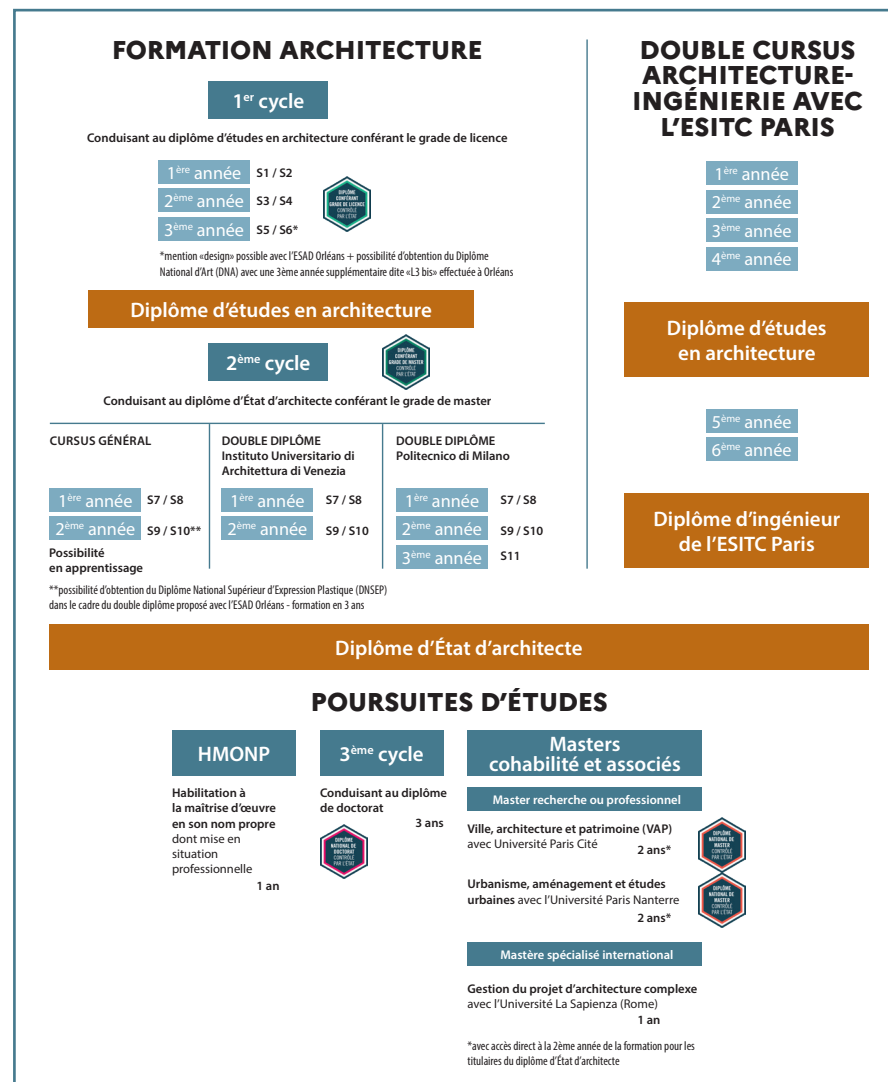 FORMATION ARCHITECTURE
1er cycle
Conduisant au diplôme d'études en architecture conférant le grade de licence
1ère année S1 / S2
2ème année S3 / S4
3ème année S5 / S6*
DIPLÔME
CONFÉRANT
GRADE DE LICENCE
CONTRÔLÉ
PAR L'ÉTAT
*mention «design» possible avec l'ESAD Orléans + possibilité d'obtention du Diplôme
National d'Art (DNA) avec une 3ème année supplémentaire dite «L3 bis» effectuée à Orléans
Diplôme d'études en architecture
2ème cycle
DIPLÔME
CONFÉRANT
GRADE DE MASTER
CONTRÔLÉ
PAR L'ÉTAT
Conduisant au diplôme d'État d'architecte conférant le grade de master
CURSUS GÉNÉRAL
1ère année S7 / S8
2ème année S9 / S10**
Possibilité
en apprentissage
DOUBLE DIPLÔME
Instituto Universitario di
Architettura di Venezia
1ère année S7 / S8
2ème année S9 / S10
DOUBLE DIPLÔME
Politecnico di Milano
1ère année S7 / S8
2ème année S9 / S10
3ème année S11
**possibilité d'obtention du Diplôme National Supérieur d'Expression Plastique (DNSEP)
dans le cadre du double diplôme proposé avec l'ESAD Orléans - formation en 3 ans
DOUBLE CURSUS
ARCHITECTURE-
INGÉNIERIE AVEC
L'ESITC PARIS
1ère année
2ème année
3ème année
4ème année
Diplôme d'études
en architecture
5ème année
6ème année
Diplôme d'ingénieur
de l'ESITC Paris
Diplôme d'État d'architecte
POURSUITES D'ÉTUDES
HMONP
Habilitation à
la maîtrise d'œuvre
en son nom propre
dont mise en
situation
professionnelle
1 an
3ème cycle
Conduisant au diplôme
de doctorat
3 ans
DIPLÔME
NATIONAL DE
DOCTORAT
CONTRÔLÉ
PAR L'ÉTAT
Masters
cohabilité et associés
Master recherche ou professionnel
Ville, architecture et patrimoine (VAP)
avec Université Paris Cité
2 ans*
DIPLÔME
NATIONAL DE
MASTER
CONTRÔLÉ
PAR L'ÉTAT
Urbanisme, aménagement et études
urbaines avec l'Université Paris Nanterre
2 ans*
DIPLÔME
NATIONAL DE
MASTER
CONTRÔLÉ
PAR L'ÉTAT
Mastère spécialisé international
Gestion du projet d'architecture complexe
avec l'Université La Sapienza (Rome)
1 an
*avec accès direct à la 2ème année de la formation pour les
titulaires du diplôme d'État d'architecte